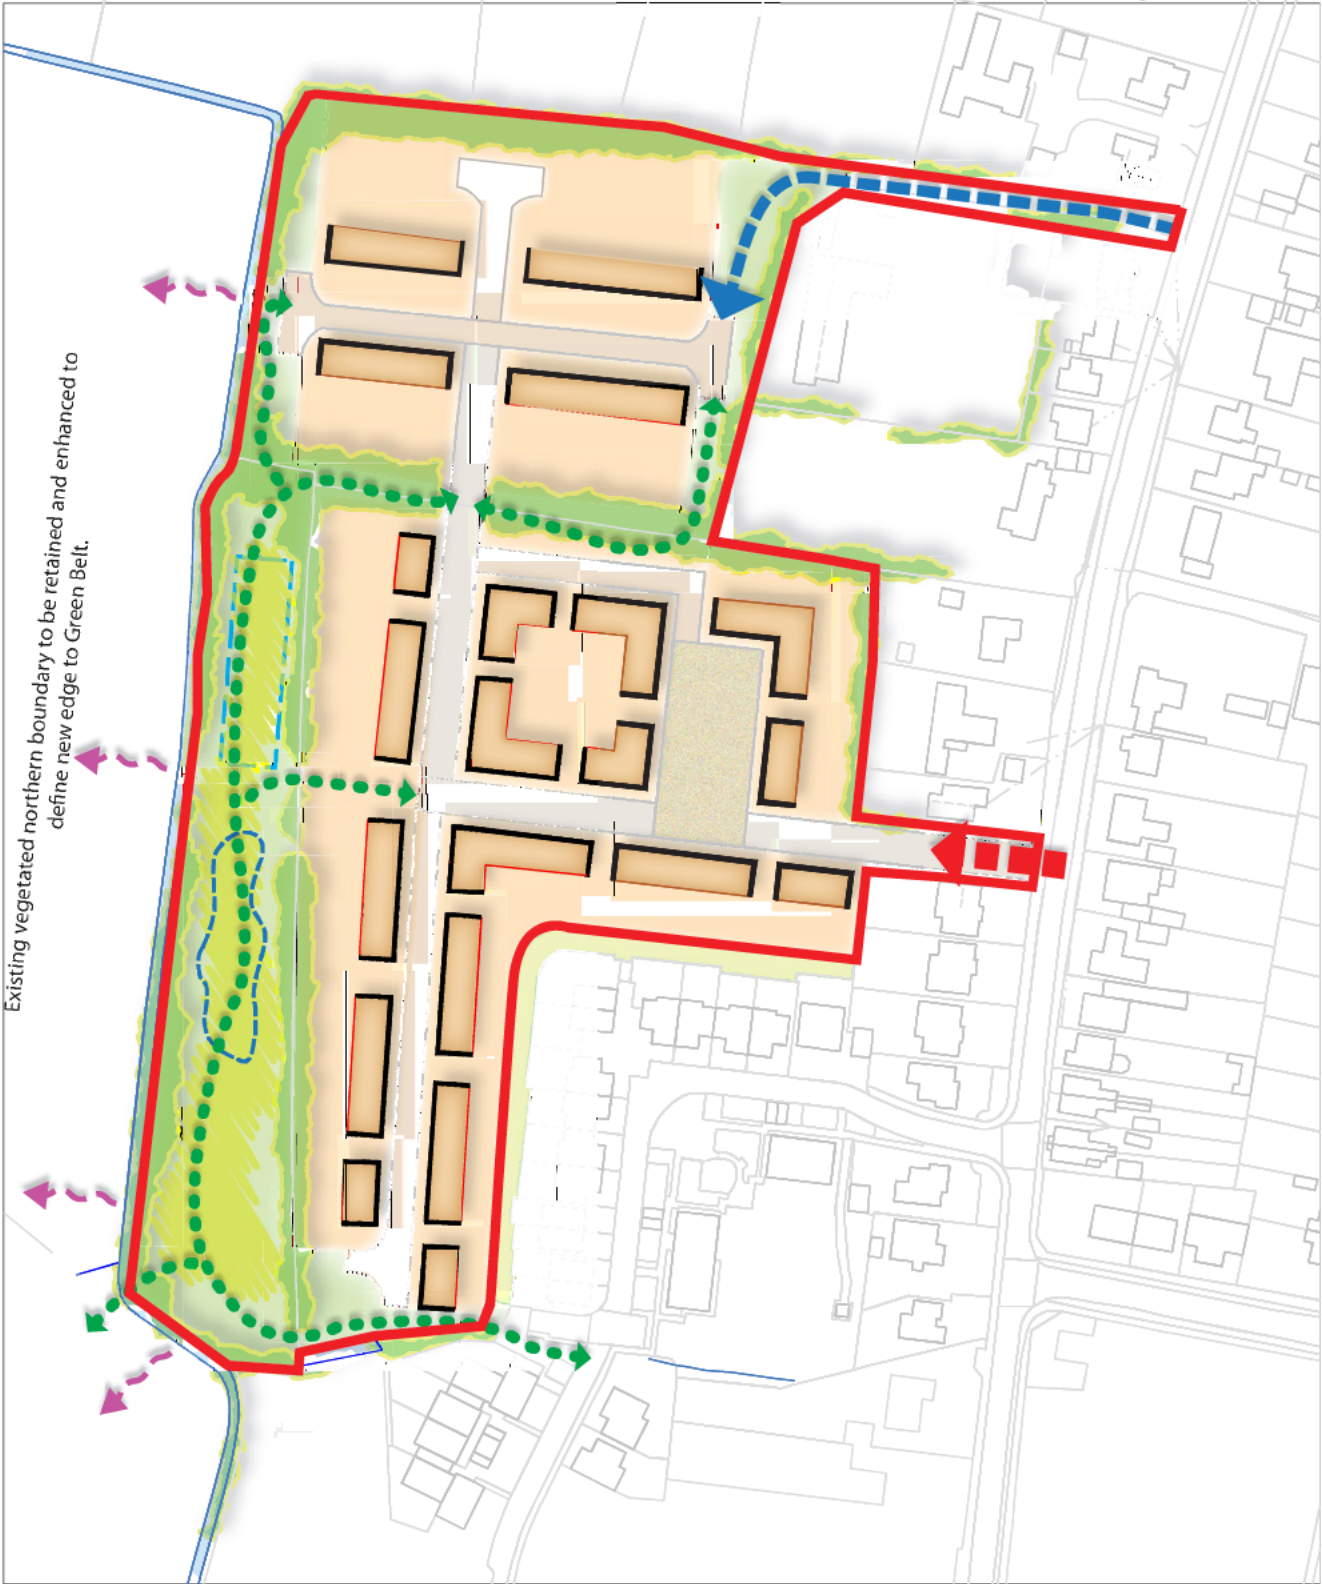 Existing vegetated northern boundary to be retained and enhanced to
define new edge to Green Belt.